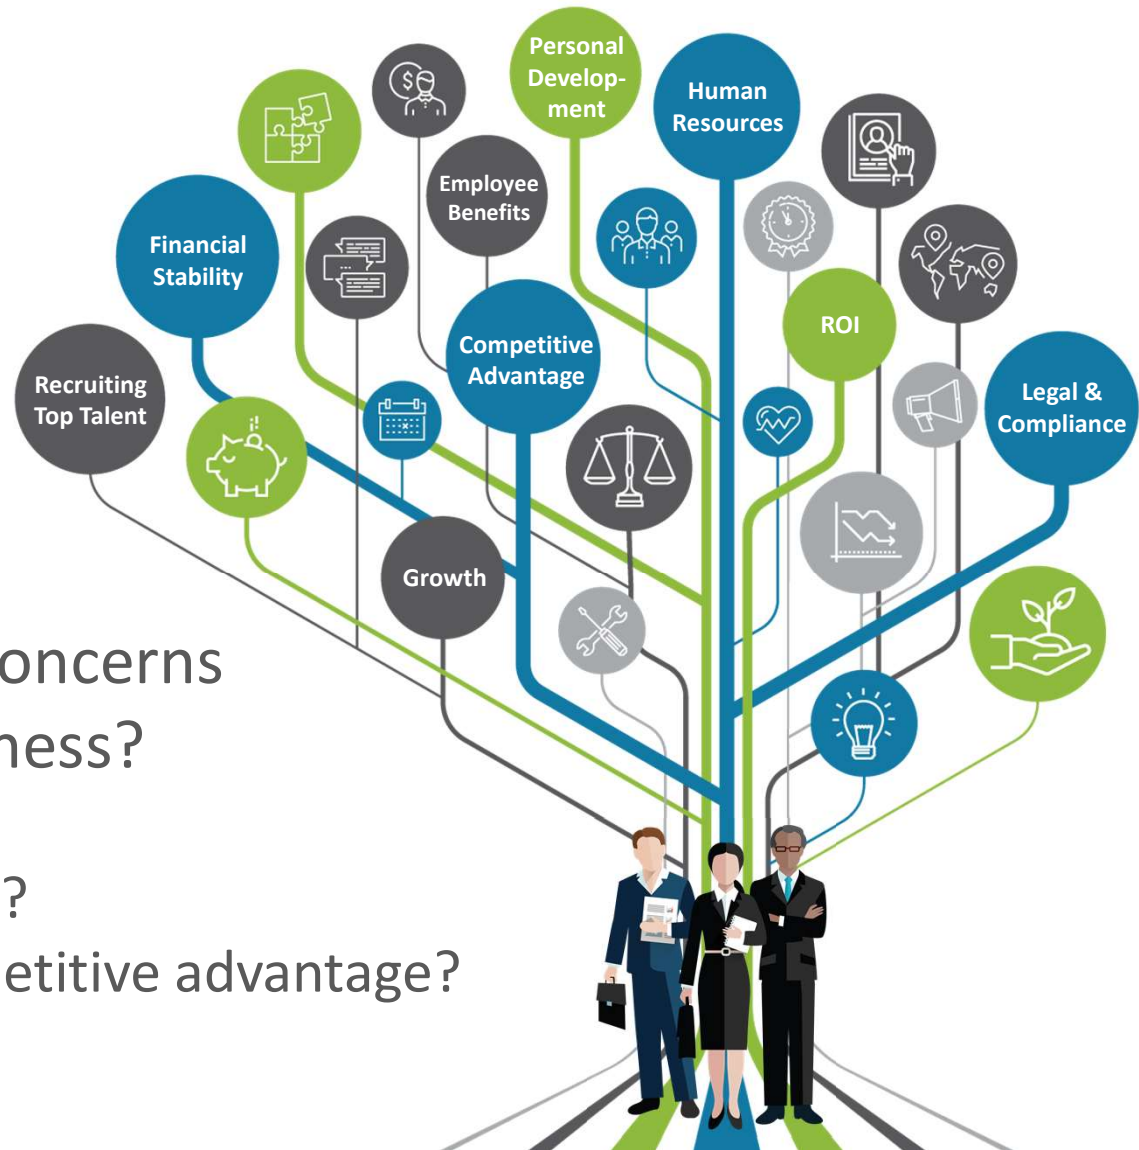 Personal
Develop-
ment
Human
Resources
Employee
Benefits
Financial
Stability
ROI
Competitive
Advantage
Recruiting
Top Talent
Legal &
Compliance
Growth
oncerns
ness?
?
etitive advantage?